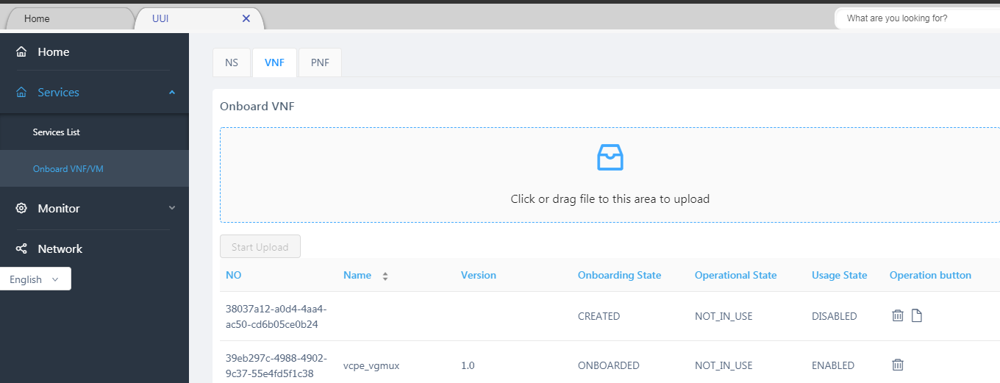 Home
UUI
What are you looking for?
Home
Services
Services List
Onboard VNF/VM
Monitor
Network
English
NS VNF PNF
Onboard VNF
Click or drag file to this area to upload
Start Upload
NO Name Version Onboarding State Operational State Usage State Operation button
38037a12-a0d4-4aa4-
ac50-cd6b05ce0b24
CREATED NOT_IN_USE DISABLED
39eb297c-4988-4902-
9c37-55e4fd5f1c38
vcpe_vgmux 1.0 ONBOARDED NOT_IN_USE ENABLED